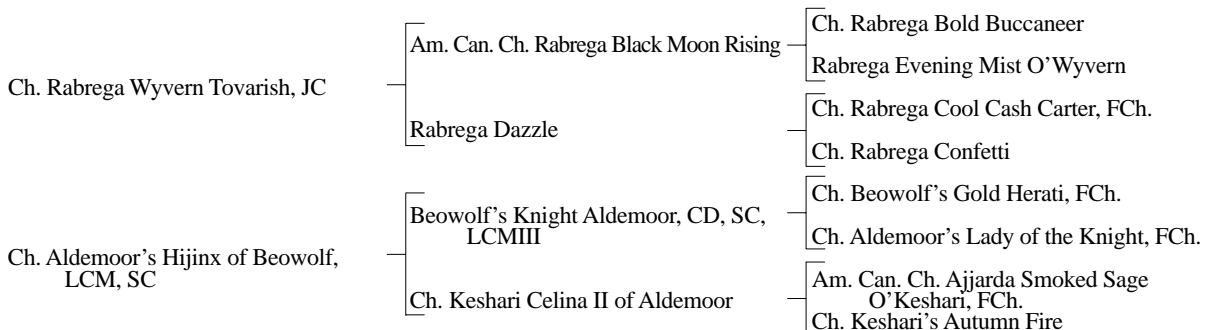 Ch. Rabrega Bold Buccaneer
Am. Can. Ch. Rabrega Black Moon Rising
Rabrega Evening Mist O’Wyvern
Ch. Rabrega Wyvern Tovarish, JC
Ch. Rabrega Cool Cash Carter, FCh.
Rabrega Dazzle
Ch. Rabrega Confetti
Ch. Beowolf’s Gold Herati, FCh.
Beowolf’s Knight Aldemoor, CD, SC,
LCMIII
Ch. Aldemoor’s Lady of the Knight, FCh.
Ch. Aldemoor’s Hijinx of Beowolf,
LCM, SC
Am. Can. Ch. Ajjarda Smoked Sage
O’Keshari, FCh.
Ch. Keshari Celina II of Aldemoor
Ch. Keshari’s Autumn Fire